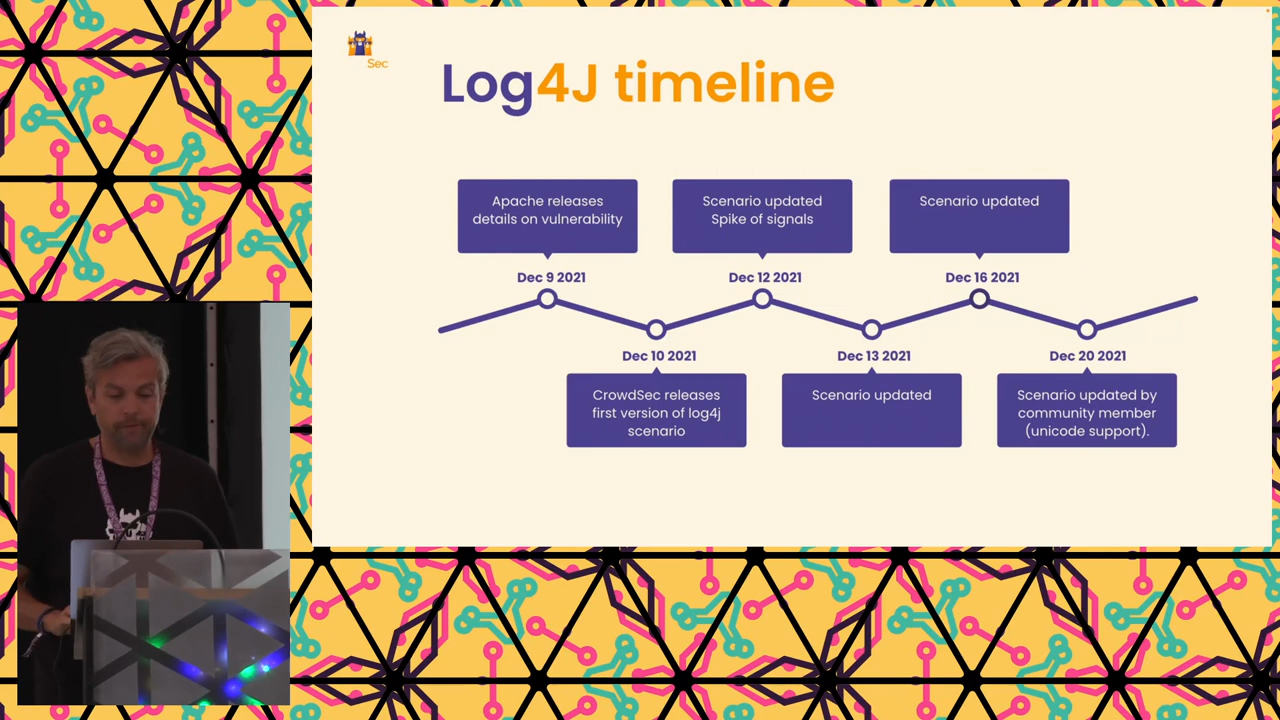 Sec
Log4J timeline
Apache releases
details on vulnerability
Scenario updated
Spike of signals
Scenario updated
Dec 9 2021
Dec 12 2021
Dec 16 2021
Dec 10 2021
Dec 13 2021
Dec 20 2021
CrowdSec releases
first version of log4j
scenario
Scenario updated
Scenario updated by
community member
(unicode support).